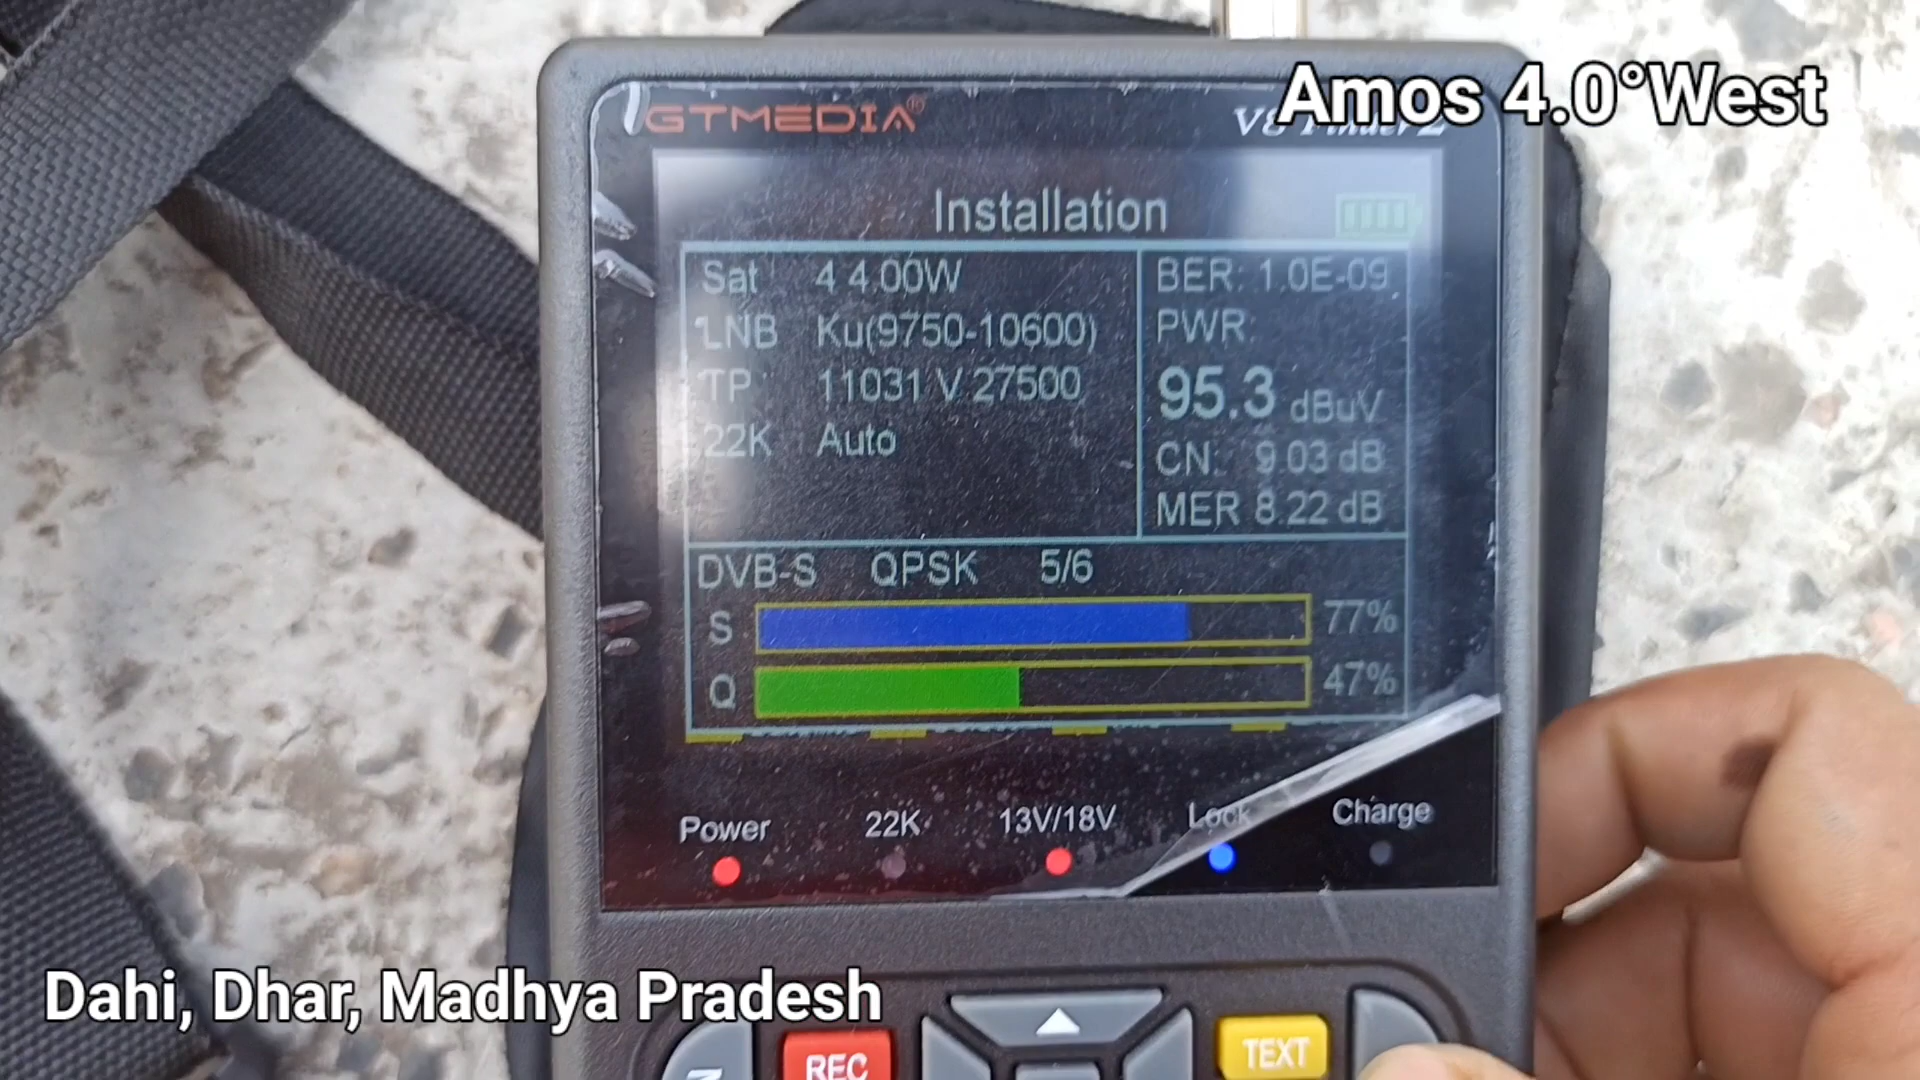 GTMEDIA®
V8 Finder2
Amos 4.0°West
Installation
Sat 4 4.00W
LNB Ku(9750-10600)
TP 11031 V 27500
22K Auto
BER: 1.0E-09
PWR:
95.3 dBuV
CN: 9.03 dB
MER 8.22 dB
DVB-S QPSK 5/6
S 77%
Q 47%
Power 22K 13V/18V Lock Charge
Dahi, Dhar, Madhya Pradesh
REC
TEXT